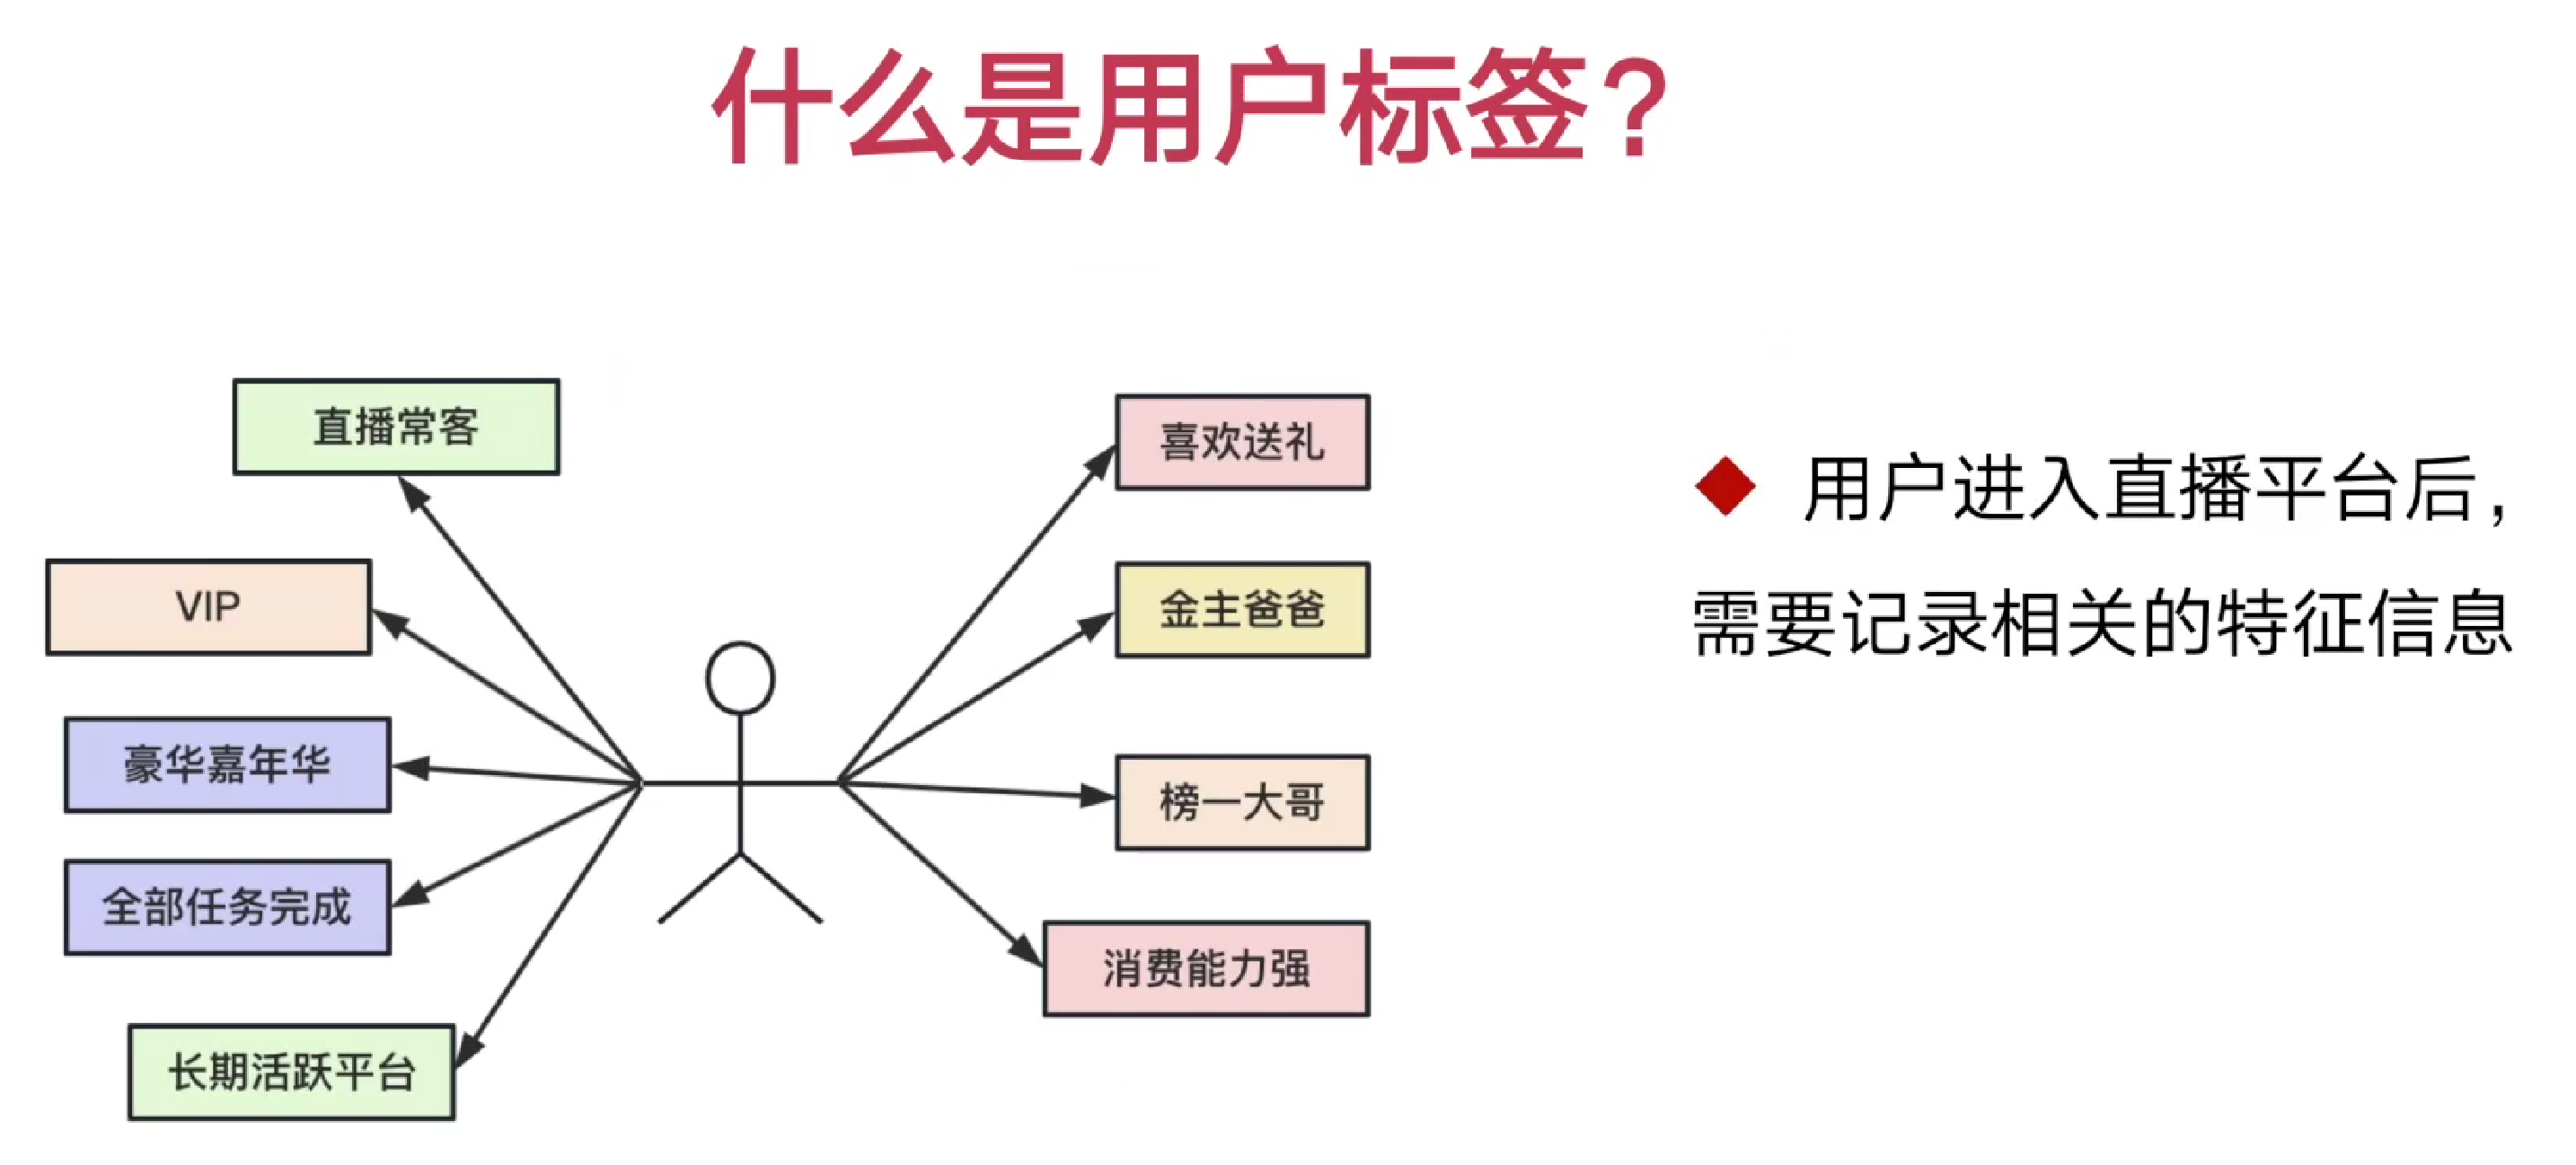 什么是用户标签？
直播常客
VIP
豪华嘉年华
全部任务完成
长期活跃平台
喜欢送礼
金主爸爸
榜一大哥
消费能力强
◆ 用户进入直播平台后，
需要记录相关的特征信息